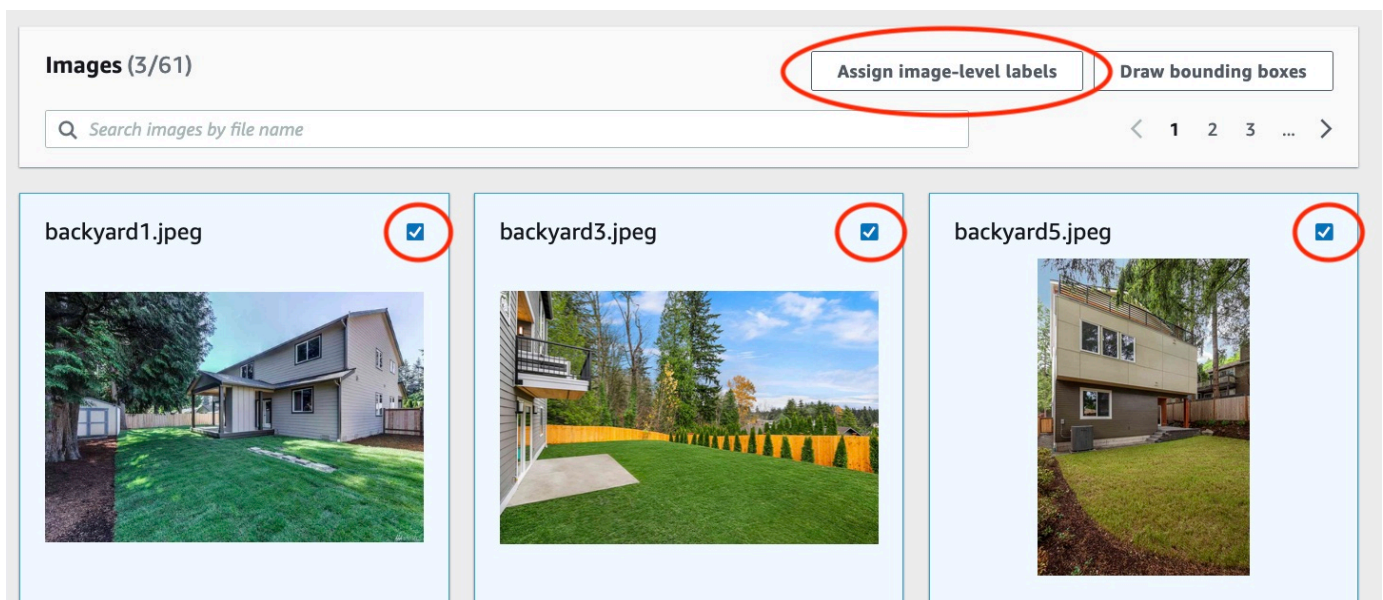 Images (3/61)
Assign image-level labels
Draw bounding boxes
Search images by file name
1 2 3 ...
backyard1.jpeg
backyard3.jpeg
backyard5.jpeg